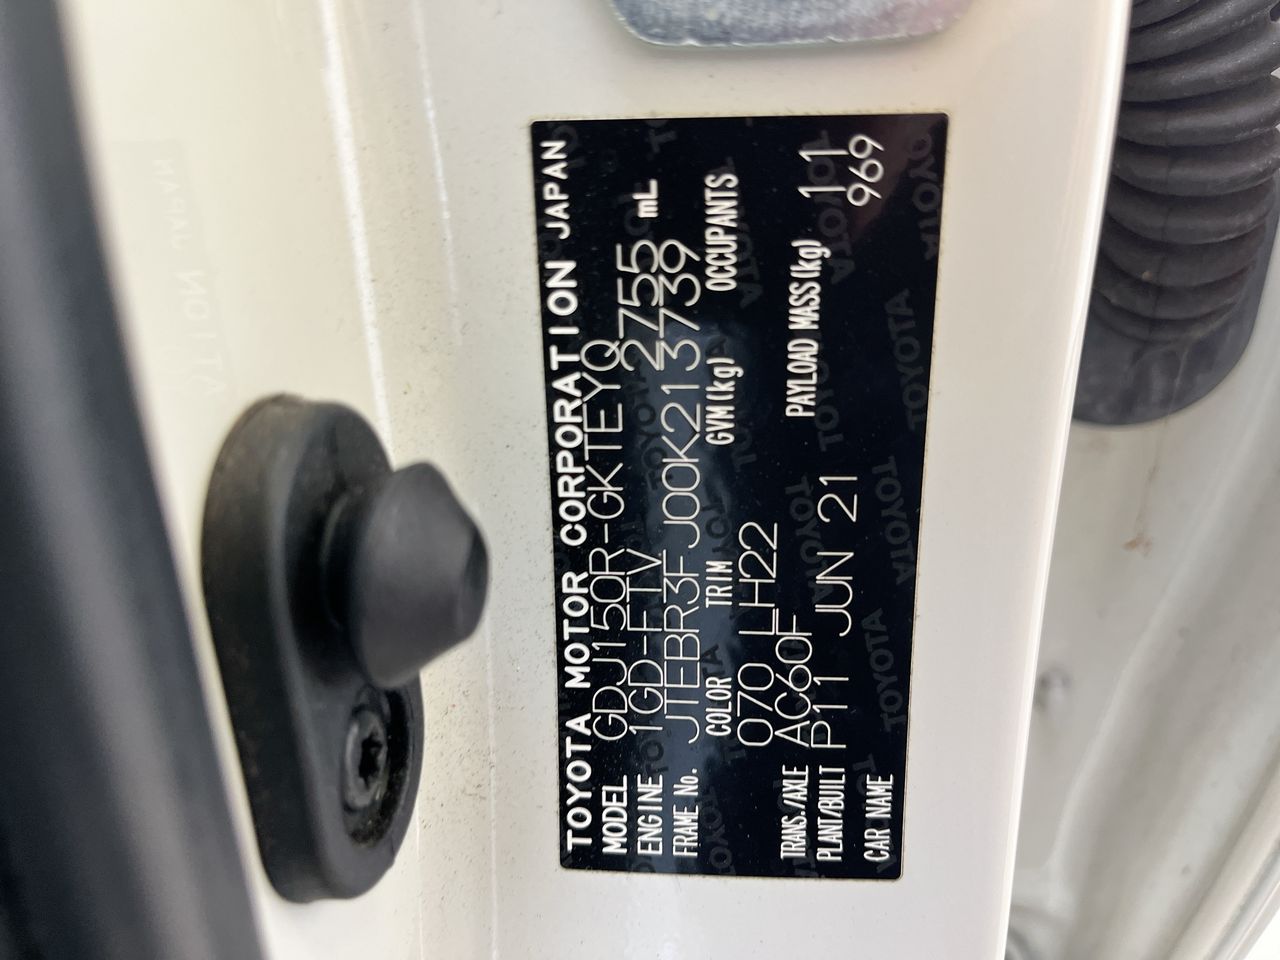 TOYOTA MOTOR CORPORATION JAPAN
MODEL GDJ150R-GKTEYQ
ENGINE 1GD-FTV 2755 mL
FRAME No. JTEBR3FJ00K213739
COLOR TRIM GVM(kg) OCCUPANTS
070 LH22
TRANS./AXLE AC60F PAYLOAD MASS(kg) 11
PLANT/BUILT P11 JUN 21 969
CAR NAME